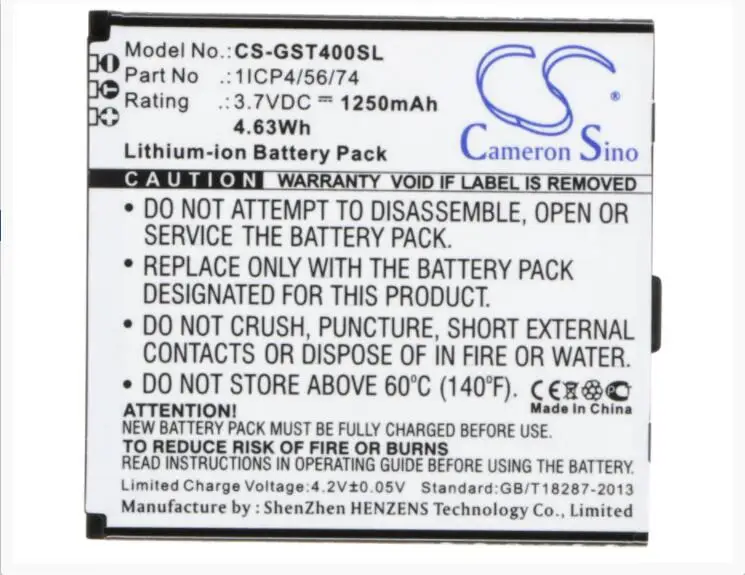 Model No.: CS-GST400SL
Part No .: 1ICP4/56/74
Rating .: 3.7VDC ⎓ 1250mAh
4.63Wh
Lithium-ion Battery Pack
CS
®
Cameron Sino
CAUTION WARRANTY VOID IF LABEL IS REMOVED
• DO NOT ATTEMPT TO DISASSEMBLE, OPEN OR
SERVICE THE BATTERY PACK.
• REPLACE ONLY WITH THE BATTERY PACK
DESIGNATED FOR THIS PRODUCT.
• DO NOT CRUSH, PUNCTURE, SHORT EXTERNAL
CONTACTS OR DISPOSE OF IN FIRE OR WATER.
• DO NOT STORE ABOVE 60°C (140°F).
CE
Made In China
ATTENTION!
NEW BATTERY PACK MUST BE FULLY CHARGED BEFORE USE.
TO REDUCE RISK OF FIRE OR BURNS
READ INSTRUCTIONS IN OPERATING GUIDE BEFORE USING THE BATTERY PACK.
Limited Charge Voltage:4.2V±0.05V Standard:GB/T18287-2013
Manufacturer by : ShenZhen HENZENS Technology Co., Limited